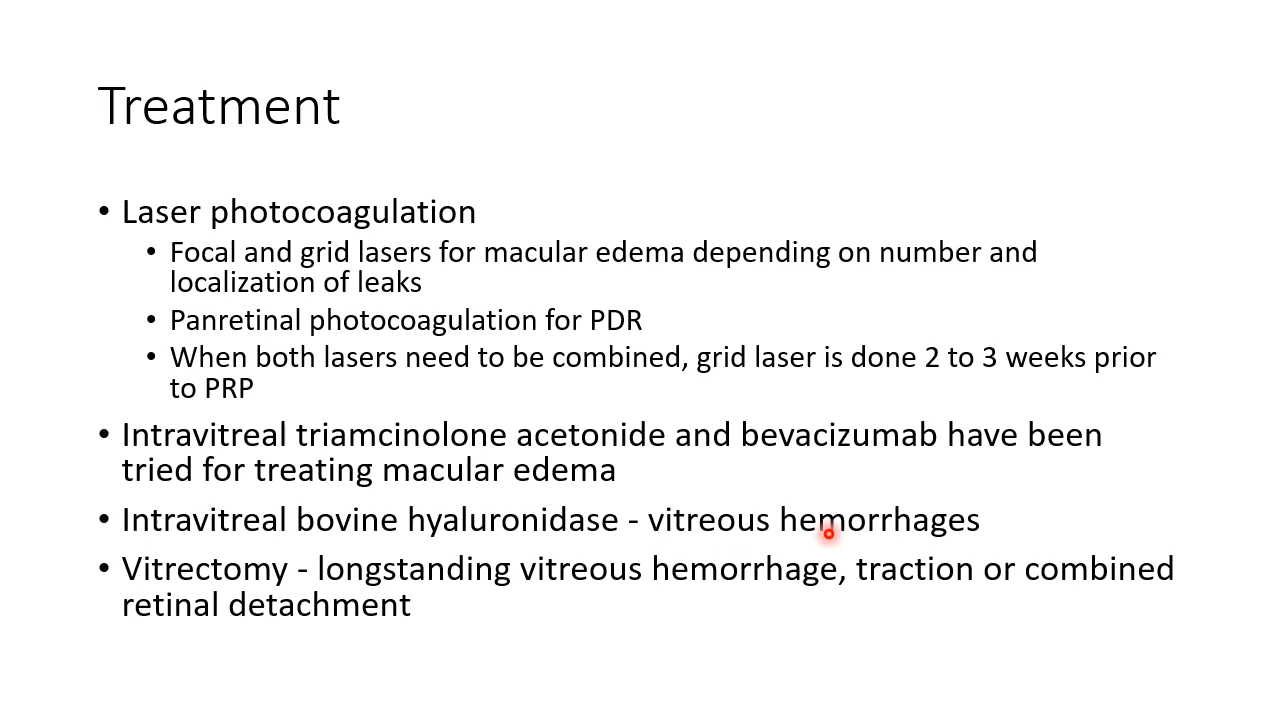 Treatment
• Laser photocoagulation
• Focal and grid lasers for macular edema depending on number and
localization of leaks
• Panretinal photocoagulation for PDR
• When both lasers need to be combined, grid laser is done 2 to 3 weeks prior
to PRP
• Intravitreal triamcinolone acetonide and bevacizumab have been
tried for treating macular edema
• Intravitreal bovine hyaluronidase - vitreous hemorrhages
• Vitrectomy - longstanding vitreous hemorrhage, traction or combined
retinal detachment